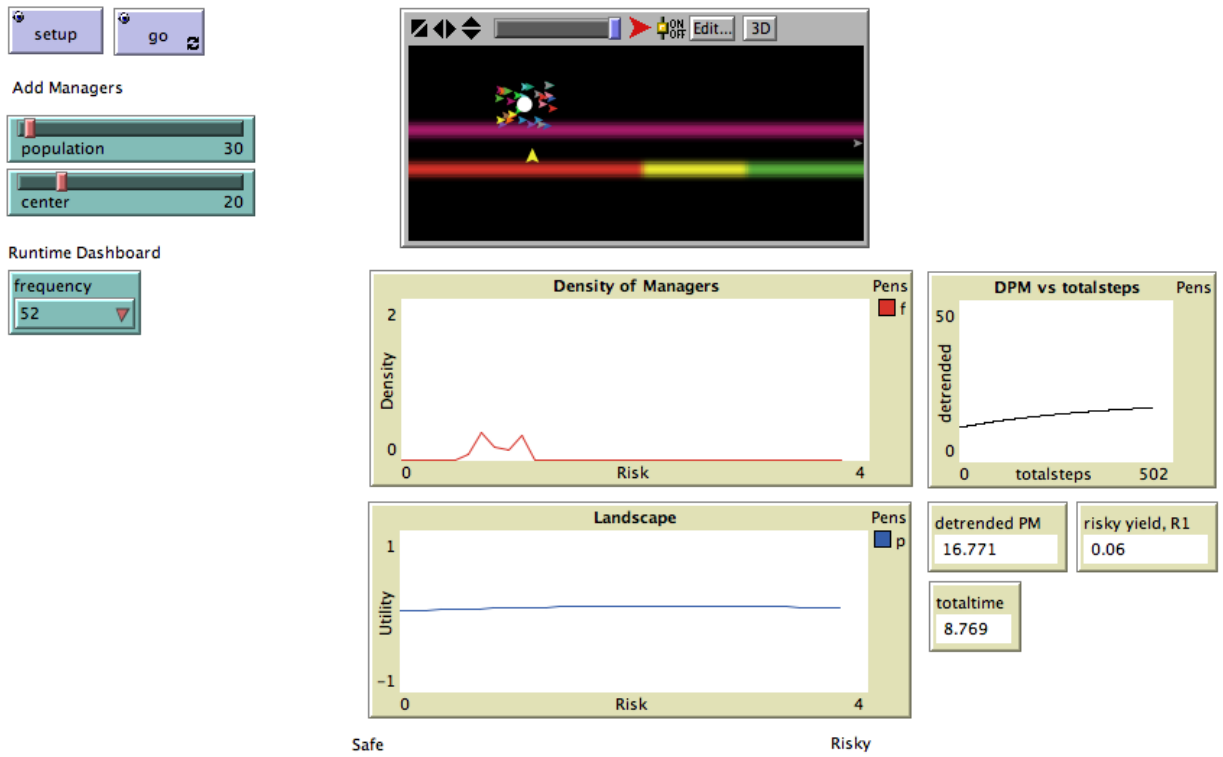 setup
go
Add Managers
population 30
center 20
Runtime Dashboard
frequency
52
ON
OFF
Edit...
3D
Density of Managers
Pens
f
2
Density
0
0
Risk
4
DPM vs totalsteps
Pens
50
detrended
0
0
totalsteps
502
Landscape
Pens
p
1
Utility
-1
0
Risk
4
detrended PM
16.771
risky yield, R1
0.06
totaltime
8.769
Safe
Risky